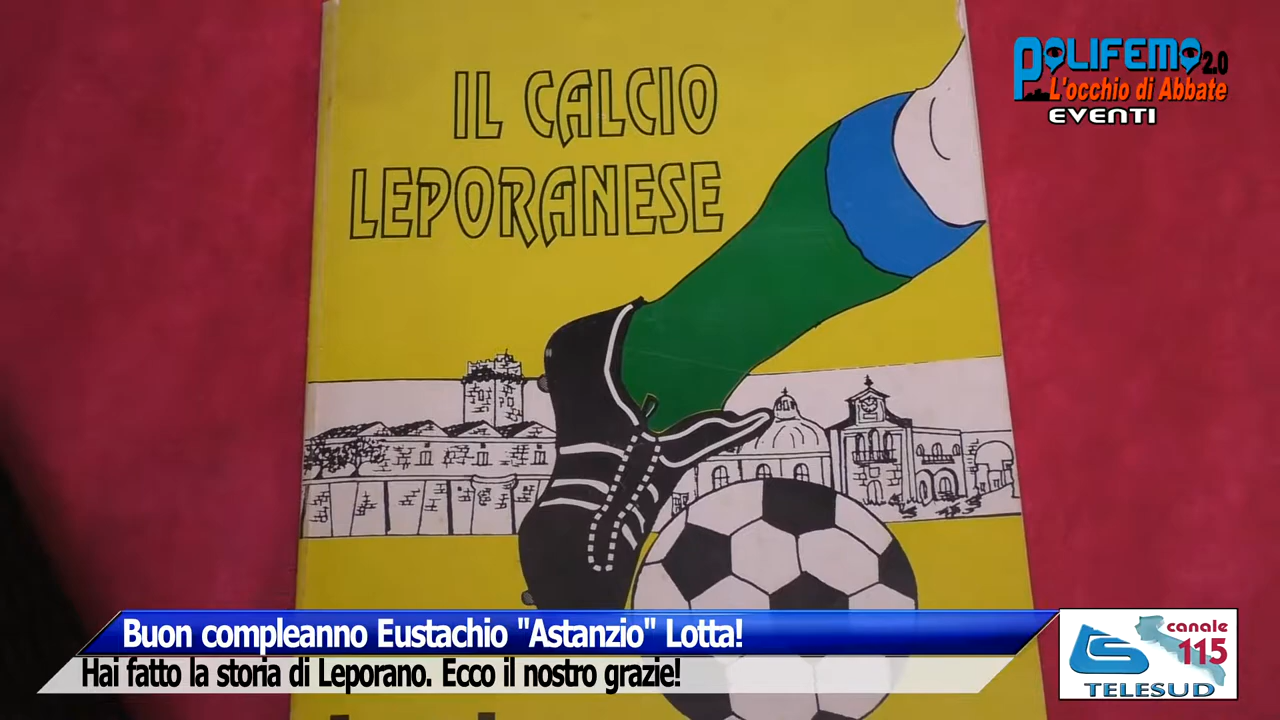 IL CALCIO
LEPORANESE
POLIFEMO 2.0
L'occhio di Abbate
EVENTI
Buon compleanno Eustachio "Astanzio" Lotta!
Hai fatto la storia di Leporano. Ecco il nostro grazie!
canale
115
TELESUD